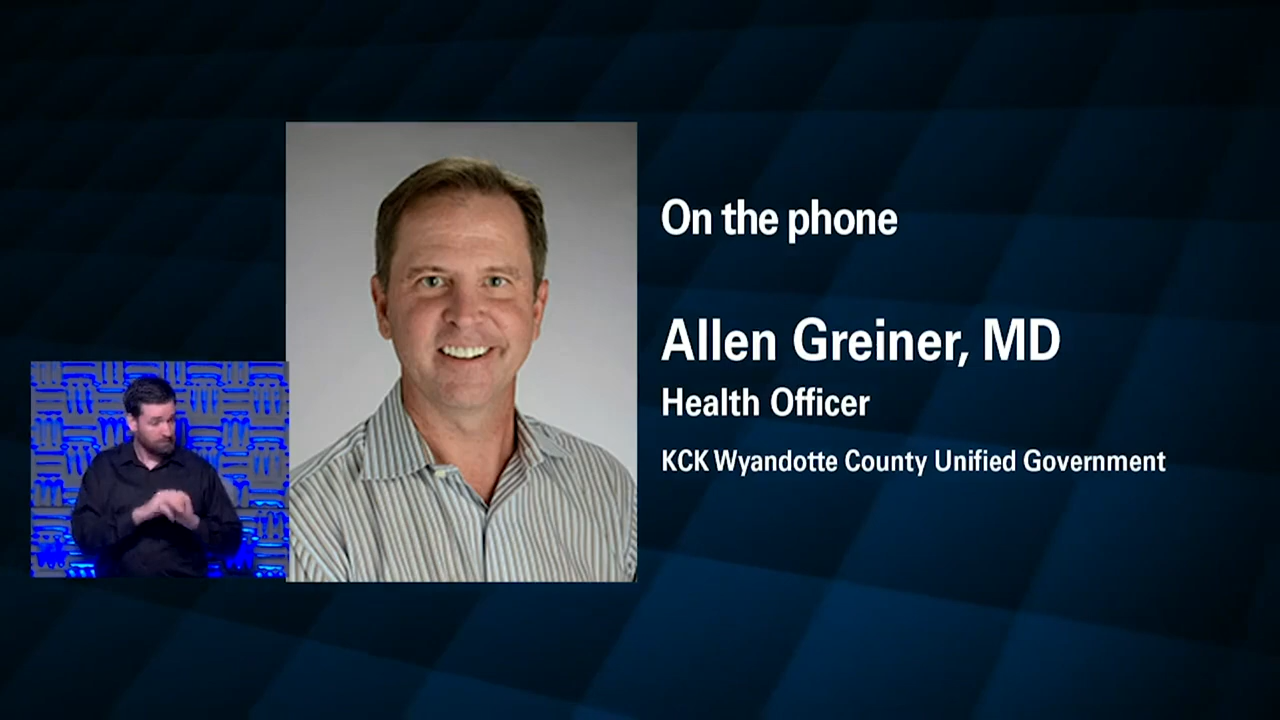 On the phone
Allen Greiner, MD
Health Officer
KCK Wyandotte County Unified Government